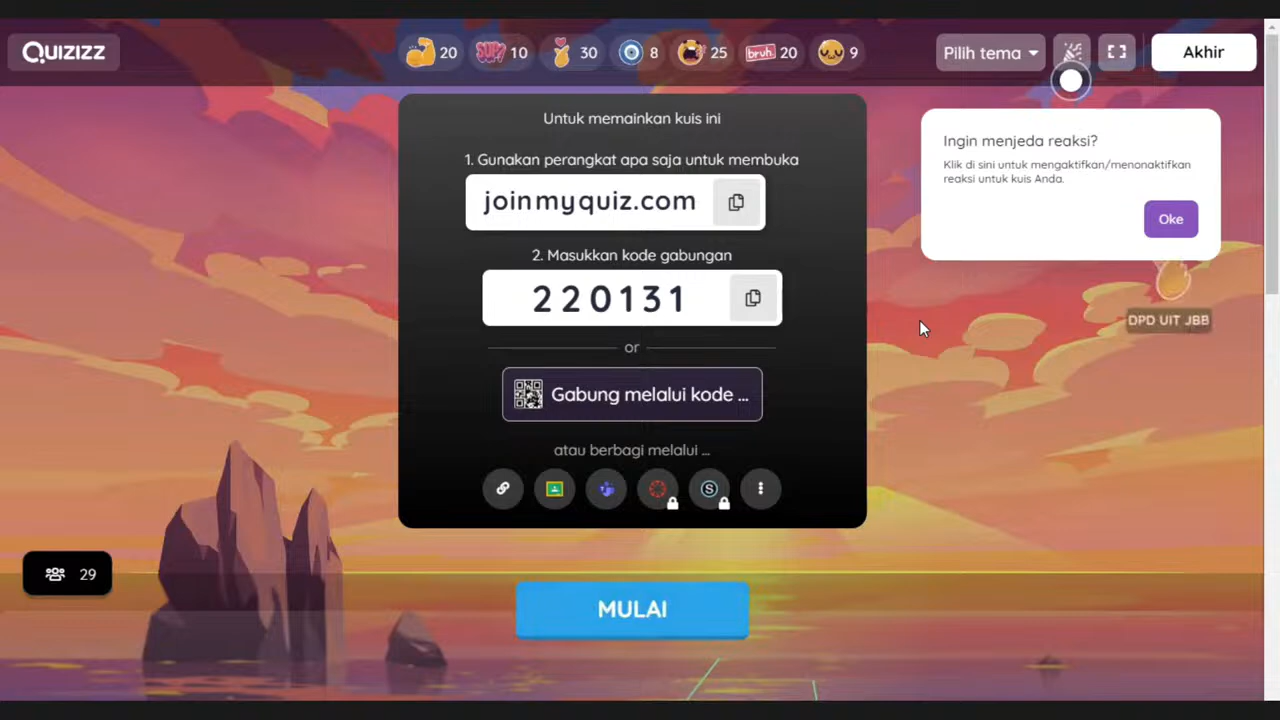 QUIZIZZ
20
SUP?
10
30
8
25
bruh.
20
9
Pilih tema
Akhir
Untuk memainkan kuis ini
1. Gunakan perangkat apa saja untuk membuka
joinmyquiz.com
2. Masukkan kode gabungan
220131
or
Gabung melalui kode ...
atau berbagi melalui ...
S
Ingin menjeda reaksi?
Klik di sini untuk mengaktifkan/menonaktifkan
reaksi untuk kuis Anda.
Oke
DPD UIT JBB
29
MULAI